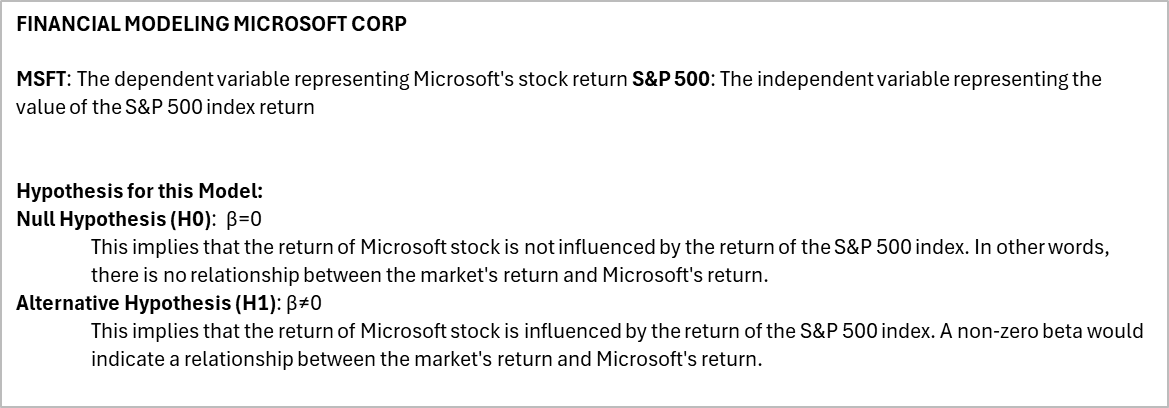 FINANCIAL MODELING MICROSOFT CORP
MSFT: The dependent variable representing Microsoft's stock return S&P 500: The independent variable representing the
value of the S&P 500 index return
Hypothesis for this Model:
Null Hypothesis (H0):  β=0
This implies that the return of Microsoft stock is not influenced by the return of the S&P 500 index. In other words,
there is no relationship between the market's return and Microsoft's return.
Alternative Hypothesis (H1): β≠0
This implies that the return of Microsoft stock is influenced by the return of the S&P 500 index. A non-zero beta would
indicate a relationship between the market's return and Microsoft's return.